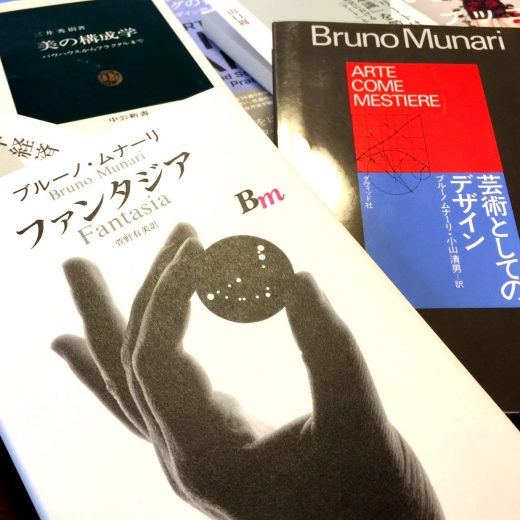 三井秀樹著
美の構成学
バウハウスからフラクタルまで
中公新書
経済
ブルーノ・ムナーリ
Bruno Munari
ファンタジア
Fantasia
萱野有美訳
Bm
Bruno Munari
ARTE
COME
MESTIERE
芸術としての
デザイン
ブルーノ ムナーリ・小山清男 訳
ダヴィッド社